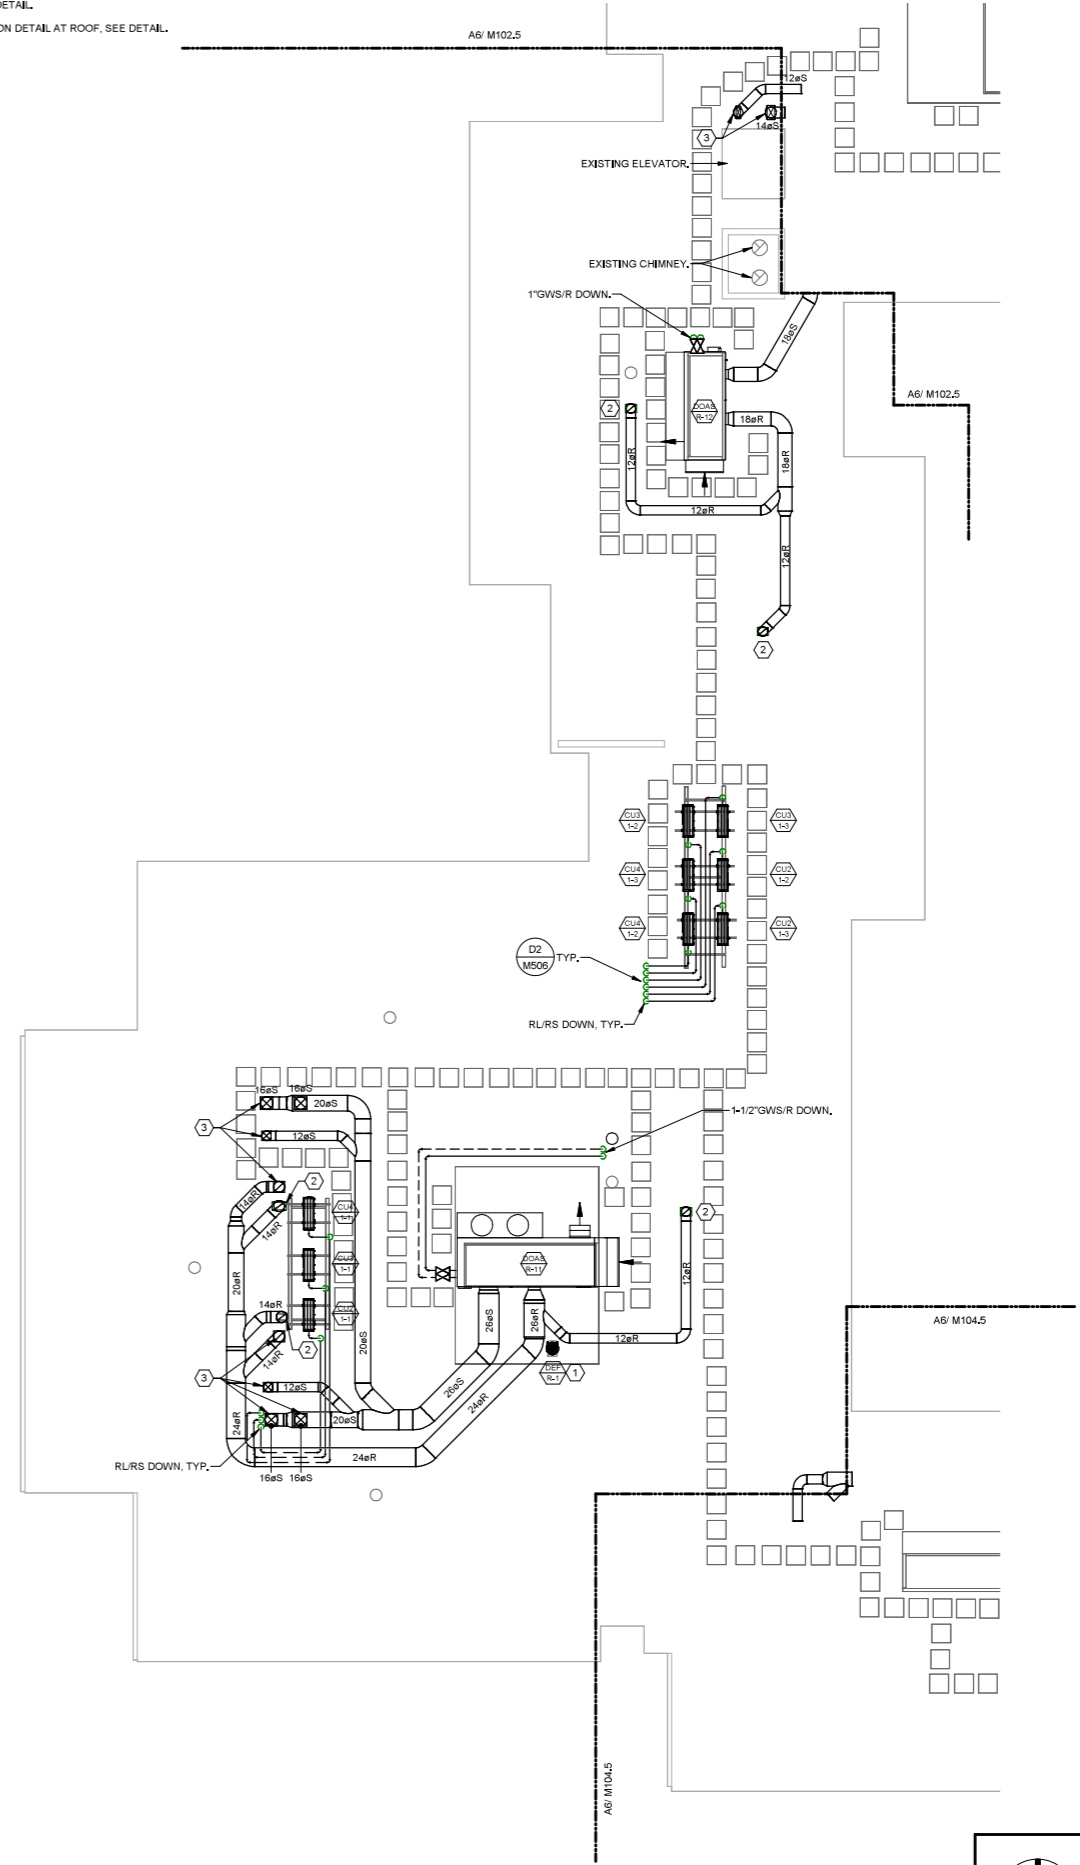 DETAIL.
ON DETAIL AT ROOF, SEE DETAIL.
A6/ M102.5
12øS
14øS
3
EXISTING ELEVATOR.
EXISTING CHIMNEY.
1"GWS/R DOWN.
18øS
A6/ M102.5
2
DOAS
R-12
18øR
12øR
18øR
12øR
12øR
2
CU3
1-2
CU3
1-3
CU4
1-3
CU2
1-2
CU4
1-2
CU2
1-3
D2
M506
TYP.
RL/RS DOWN, TYP.
16øS
16øS
20øS
1-1/2"GWS/R DOWN.
3
12øS
2
14øR
14øR
CU4
1-1
2
20øR
CU3
1-1
DOAS
R-11
12øR
14øR
CU2
1-1
26øS
26øR
A6/ M104.5
20øS
12øR
14øR
2
DEF
R-1
1
3
12øS
26øS
24øR
24øR
20øS
24øR
RL/RS DOWN, TYP.
16øS
16øS
A6/ M104.5